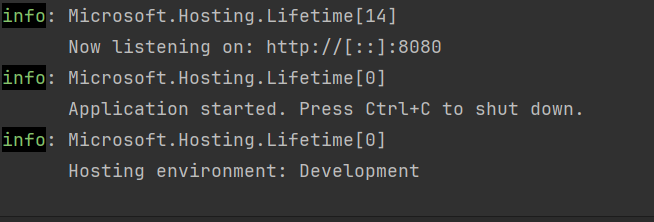 info: Microsoft.Hosting.Lifetime[14]
Now listening on: http://[::]:8080
info: Microsoft.Hosting.Lifetime[0]
Application started. Press Ctrl+C to shut down.
info: Microsoft.Hosting.Lifetime[0]
Hosting environment: Development